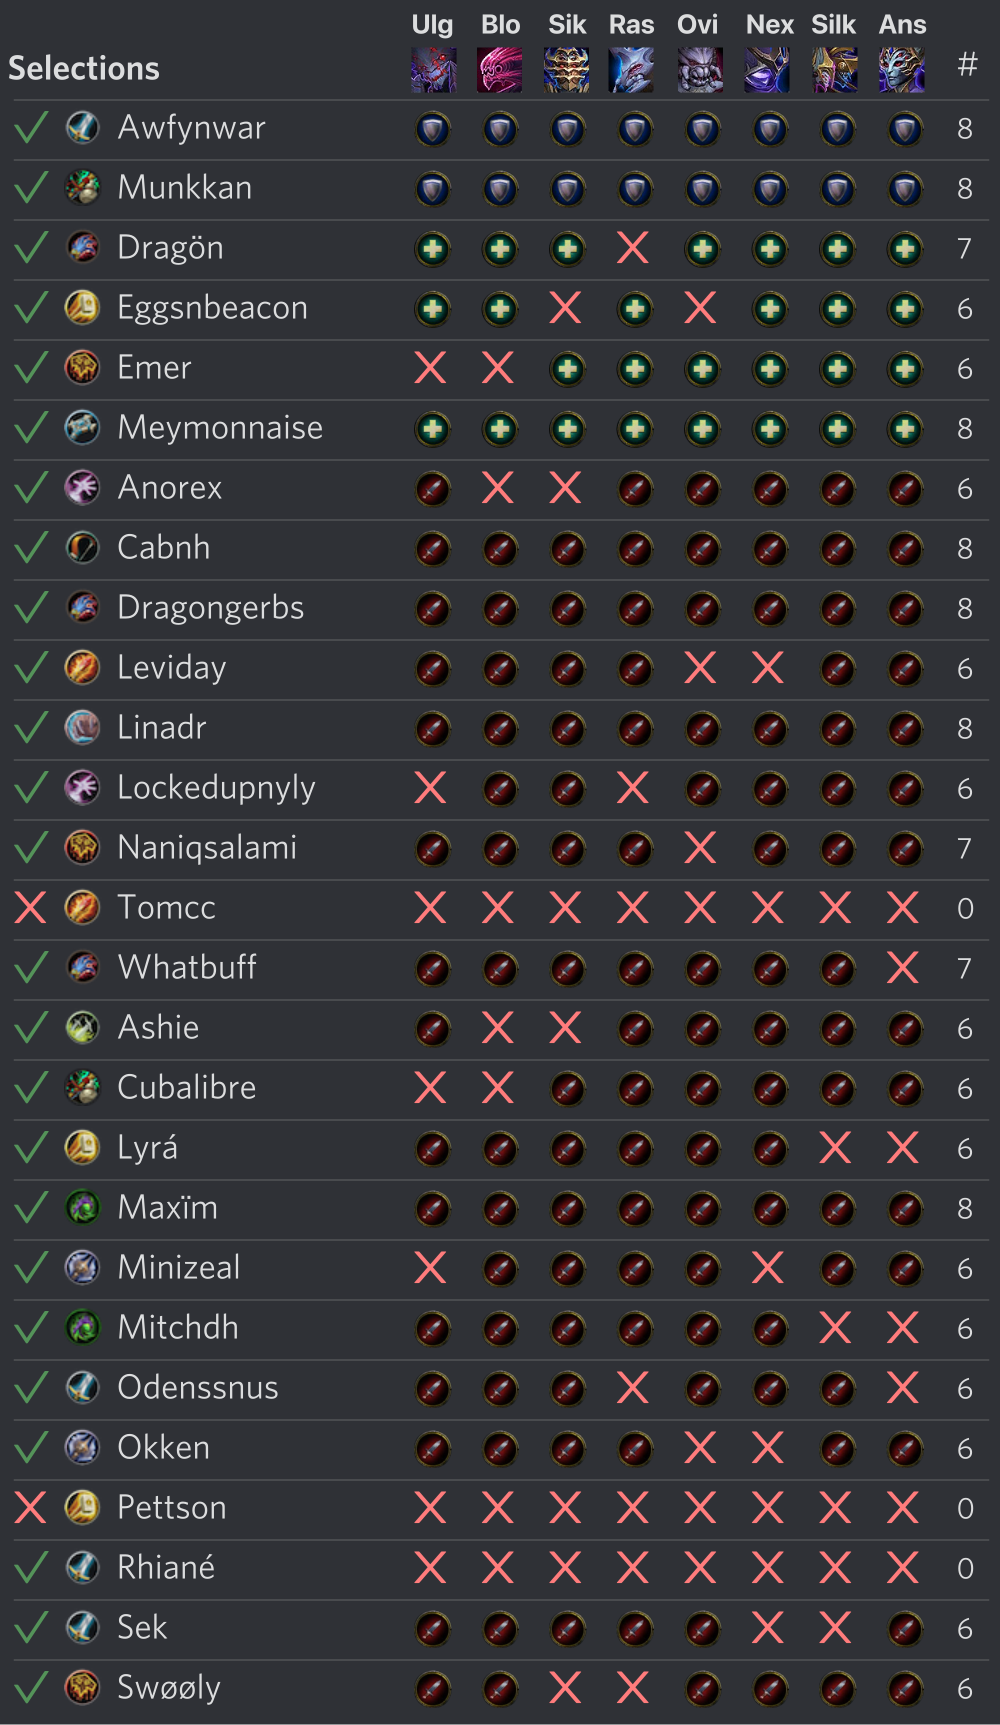 Ulg Blo Sik Ras Ovi Nex Silk Ans
Selections #
Awfynwar 8
Munkkan 8
Dragön 7
Eggsnbeacon 6
Emer 6
Meymonnaise 8
Anorex 6
Cabnh 8
Dragongerbs 8
Leviday 6
Linadr 8
Lockedupnyly 6
Naniqsalami 7
Tomcc 0
Whatbuff 7
Ashie 6
Cubalibre 6
Lyrá 6
Maxïm 8
Minizeal 6
Mitchdh 6
Odenssnus 6
Okken 6
Pettson 0
Rhiané 0
Sek 6
Swøøly 6